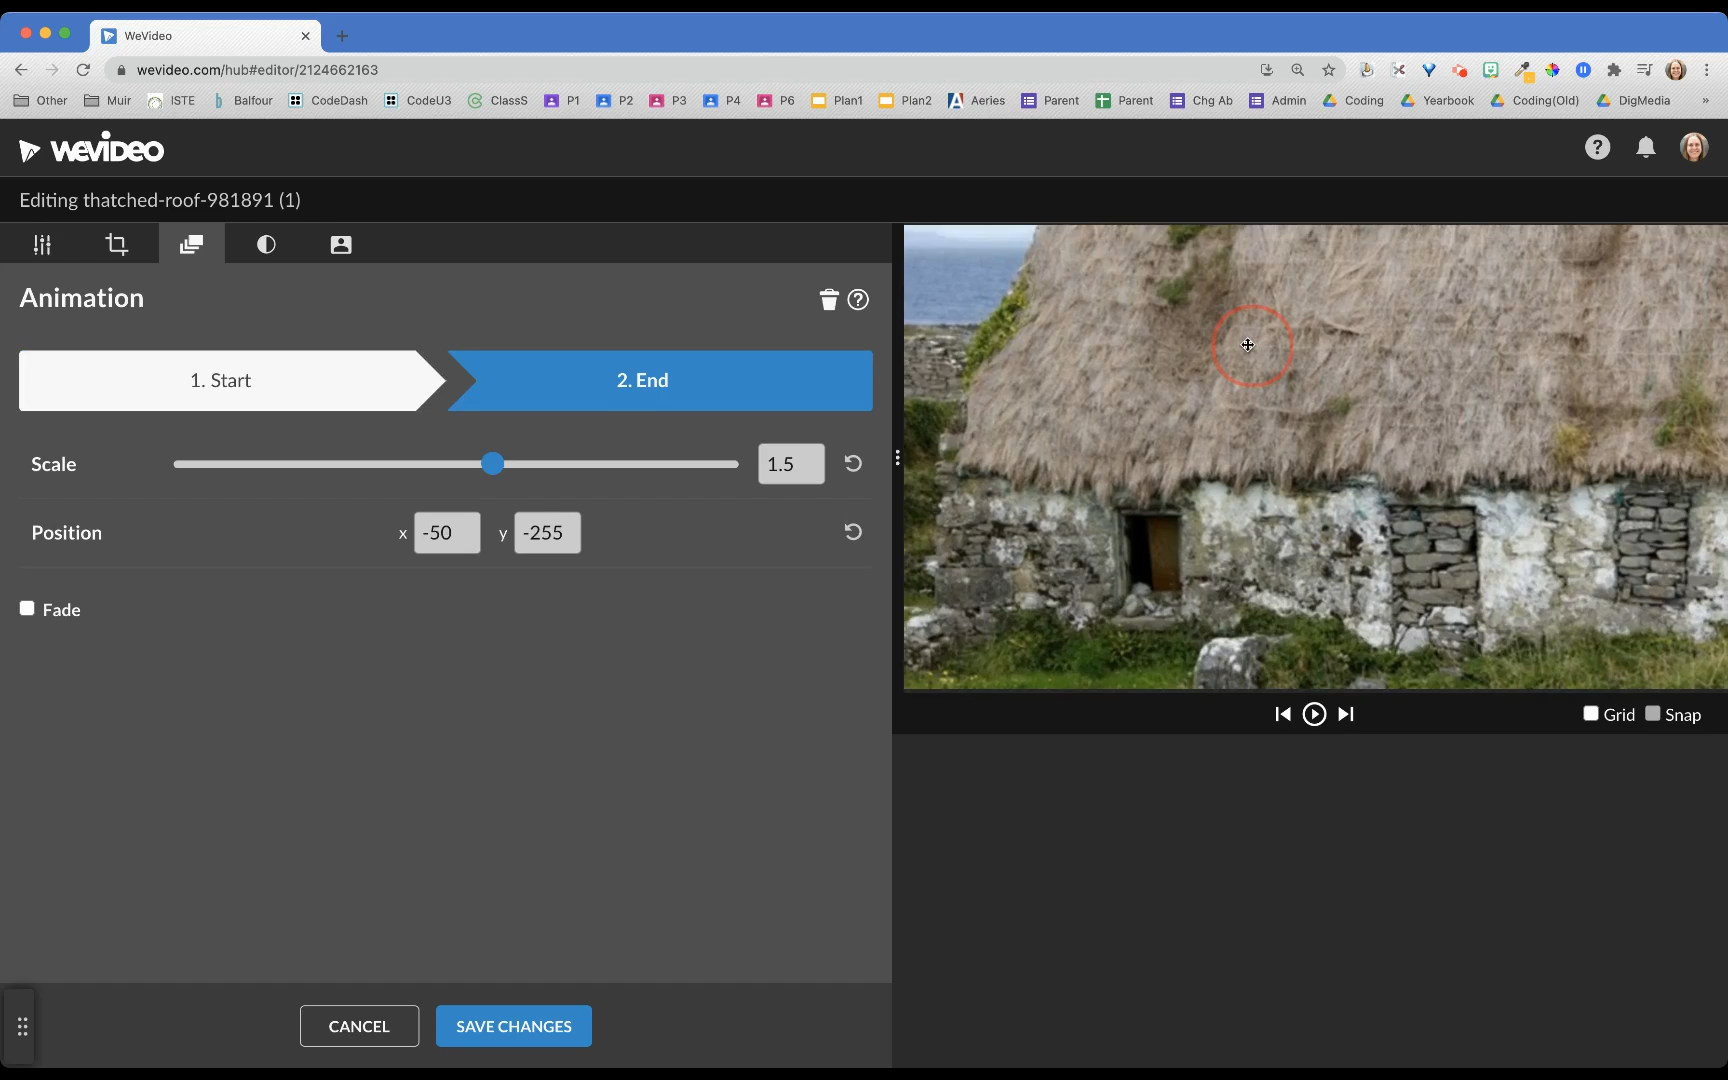 WeVideo
wevideo.com/hub#editor/2124662163
Other Muir ISTE Balfour CodeDash CodeU3 ClassS P1 P2 P3 P4 P6 Plan1 Plan2 Aeries Parent Parent Chg Ab Admin Coding Yearbook Coding(Old) DigMedia »
WeVideo
Editing thatched-roof-981891 (1)
Animation
1. Start
2. End
Scale 1.5
Position x -50 y -255
Fade
Grid Snap
CANCEL SAVE CHANGES